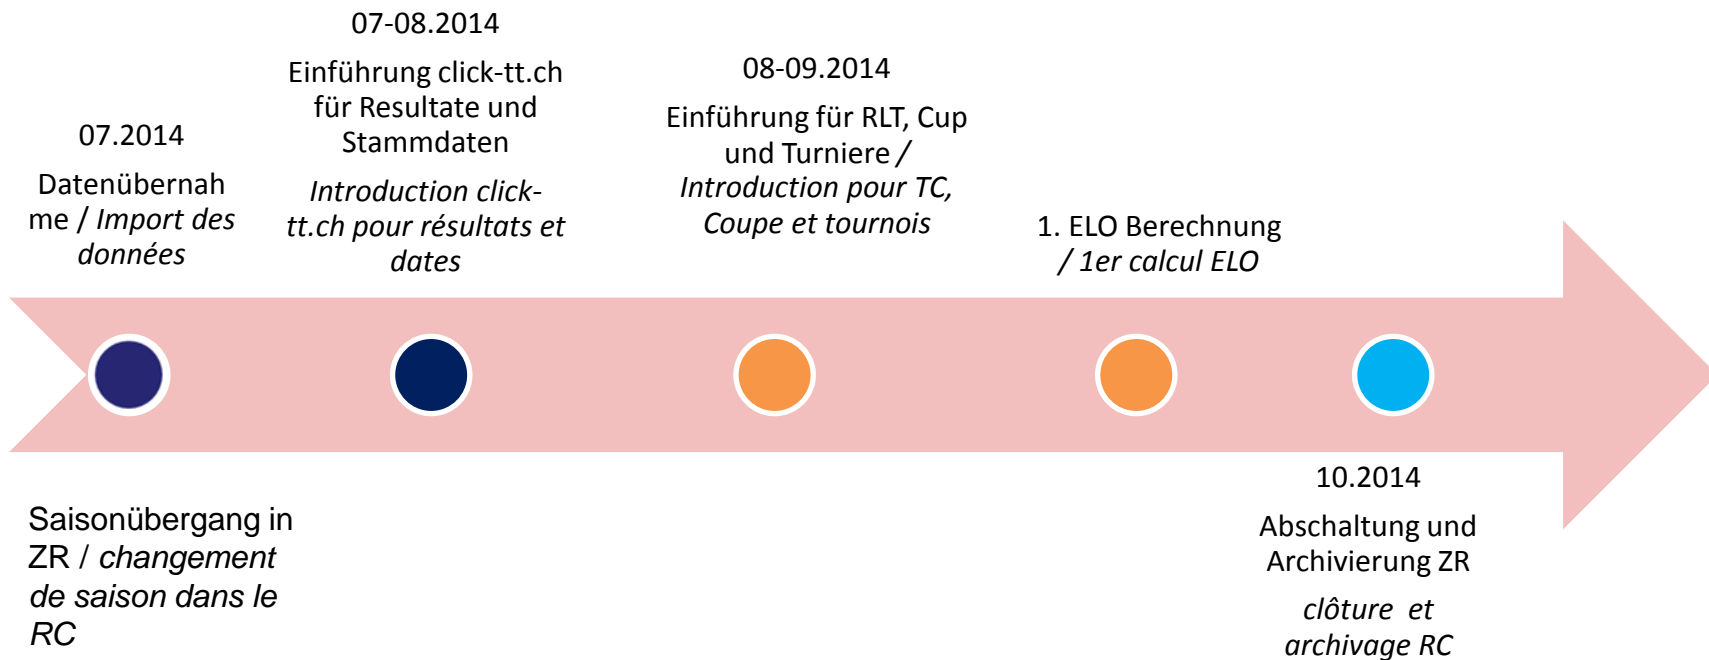 07.2014
Datenübernah
me / Import des
données
07-08.2014
Einführung click-tt.ch
für Resultate und
Stammdaten
Introduction click-
tt.ch pour résultats et
dates
08-09.2014
Einführung für RLT, Cup
und Turniere /
Introduction pour TC,
Coupe et tournois
1. ELO Berechnung
/ 1er calcul ELO
Saisonübergang in
ZR / changement
de saison dans le
RC
10.2014
Abschaltung und
Archivierung ZR
clôture et
archivage RC